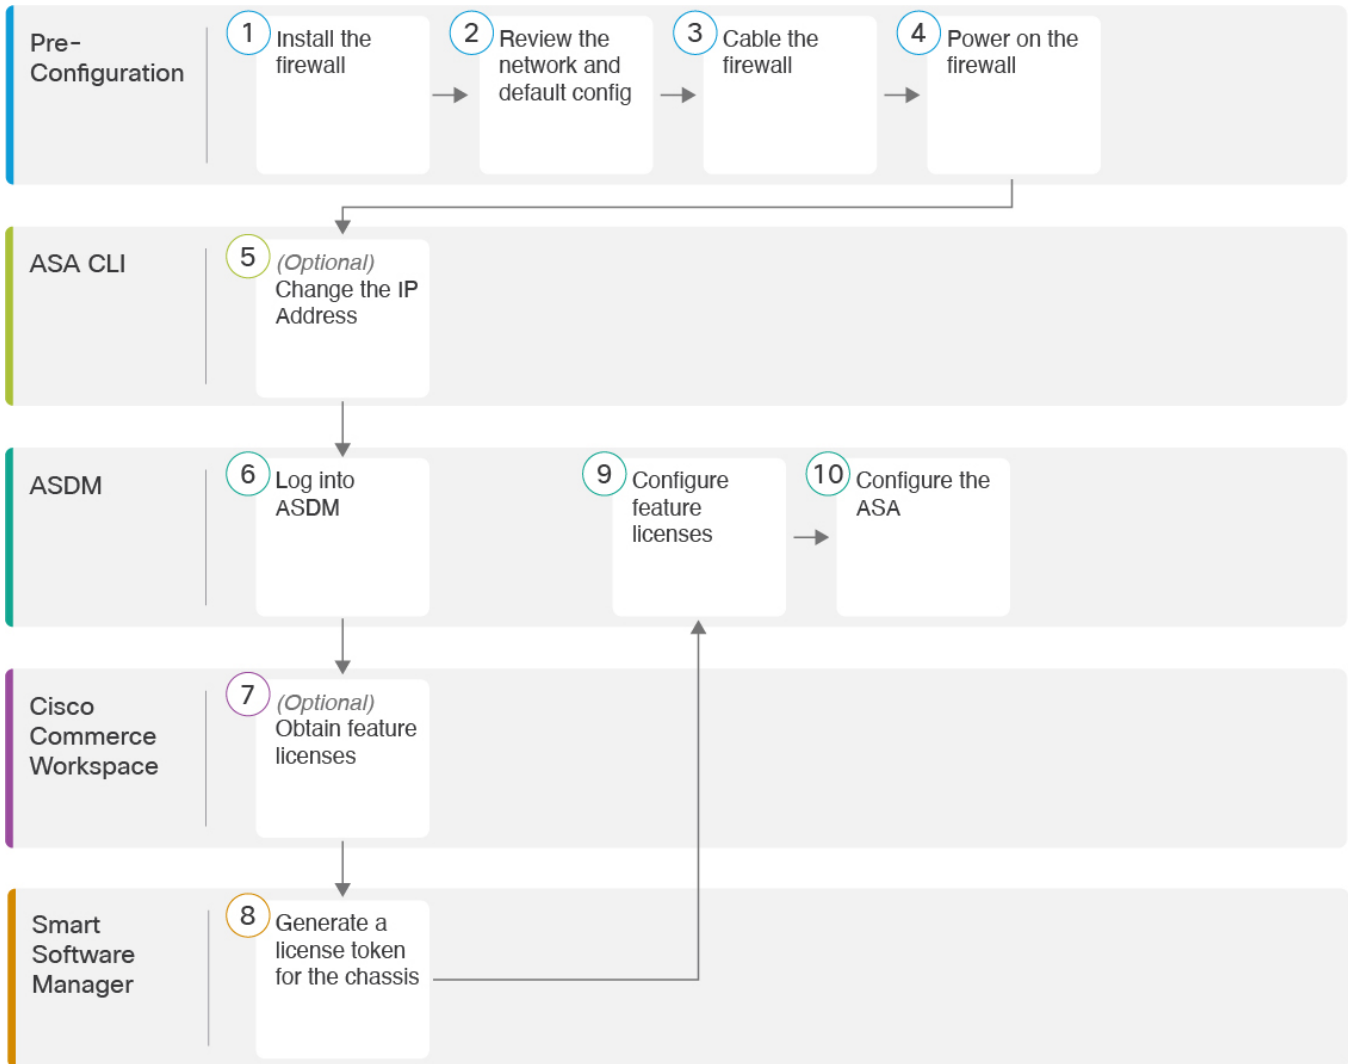 Pre-
Configuration
1
Install the
firewall
2
Review the
network and
default config
3
Cable the
firewall
4
Power on the
firewall
ASA CLI
5
(Optional)
Change the IP
Address
ASDM
6
Log into
ASDM
9
Configure
feature
licenses
10
Configure the
ASA
Cisco
Commerce
Workspace
7
(Optional)
Obtain feature
licenses
Smart
Software
Manager
8
Generate a
license token
for the chassis